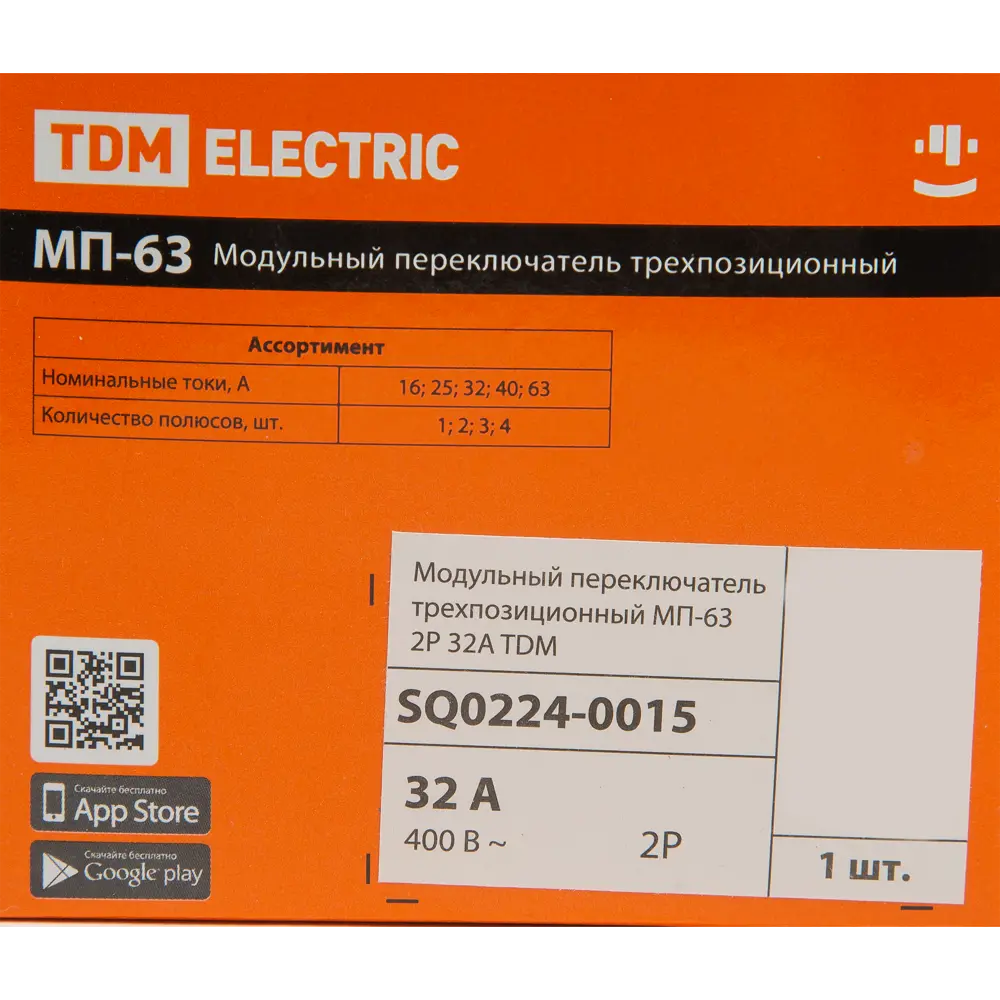 TDM ELECTRIC
МП-63 Модульный переключатель трехпозиционный
Ассортимент
Номинальные токи, А 16; 25; 32; 40; 63
Количество полюсов, шт. 1; 2; 3; 4
Модульный переключатель
трехпозиционный МП-63
2P 32A TDM
SQ0224-0015
32 А
400 В ~ 2P
1 шт.
Скачайте бесплатно
App Store
Скачайте бесплатно
Google play